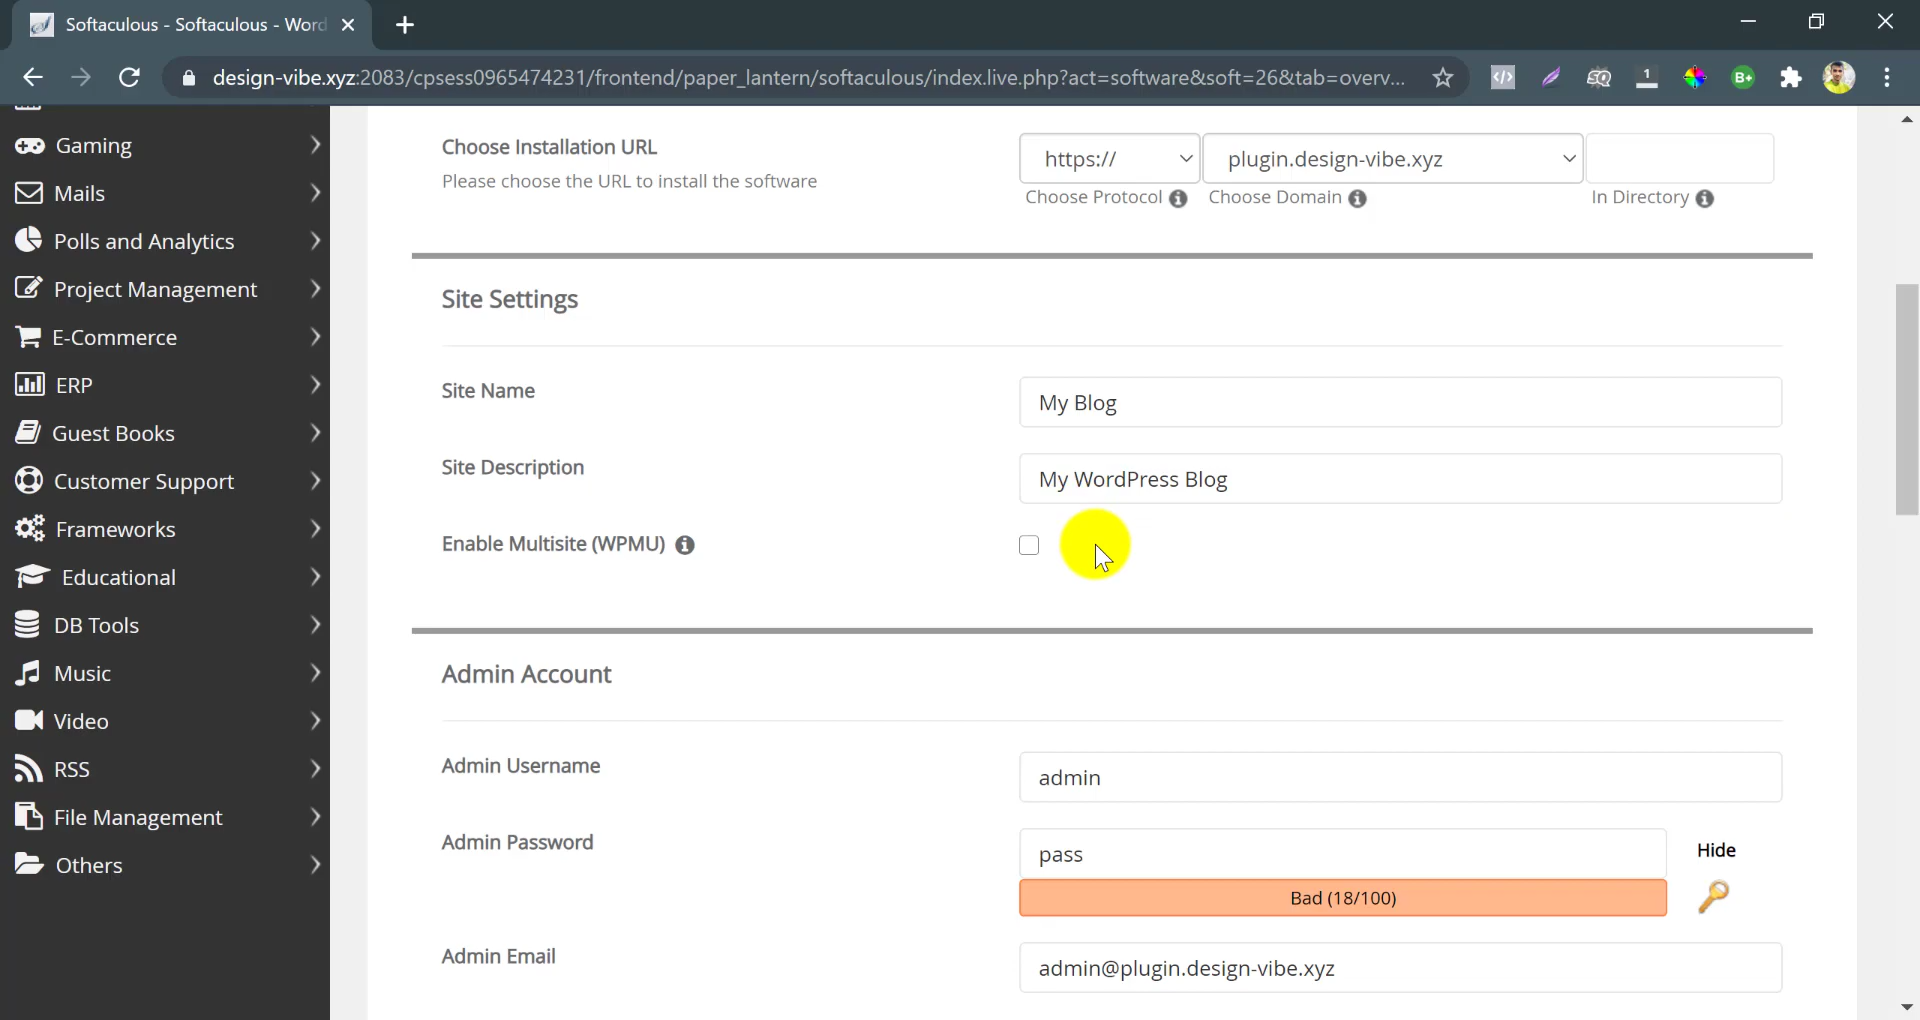 Softaculous - Softaculous - Word
design-vibe.xyz:2083/cpsess0965474231/frontend/paper_lantern/softaculous/index.live.php?act=software&soft=26&tab=overv...
1
B+
Gaming
Mails
Polls and Analytics
Project Management
E-Commerce
ERP
Guest Books
Customer Support
Frameworks
Educational
DB Tools
Music
Video
RSS
File Management
Others
Choose Installation URL
Please choose the URL to install the software
https://
plugin.design-vibe.xyz
Choose Protocol
Choose Domain
In Directory
Site Settings
Site Name
My Blog
Site Description
My WordPress Blog
Enable Multisite (WPMU)
Admin Account
Admin Username
admin
Admin Password
pass
Hide
Bad (18/100)
Admin Email
admin@plugin.design-vibe.xyz